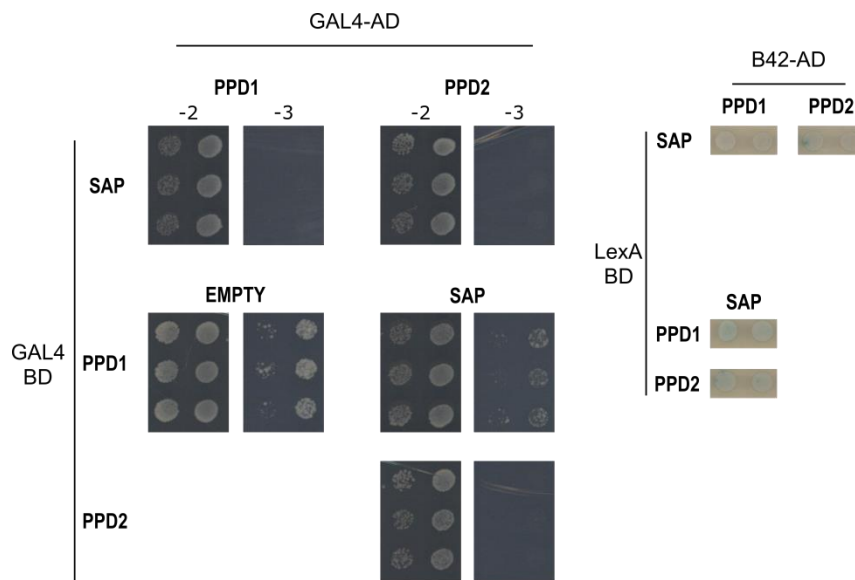 GAL4-AD
PPD1 PPD2
-2 -3 -2 -3
SAP
EMPTY SAP
GAL4
BD
PPD1
PPD2
B42-AD
PPD1 PPD2
SAP
LexA
BD
SAP
PPD1
PPD2